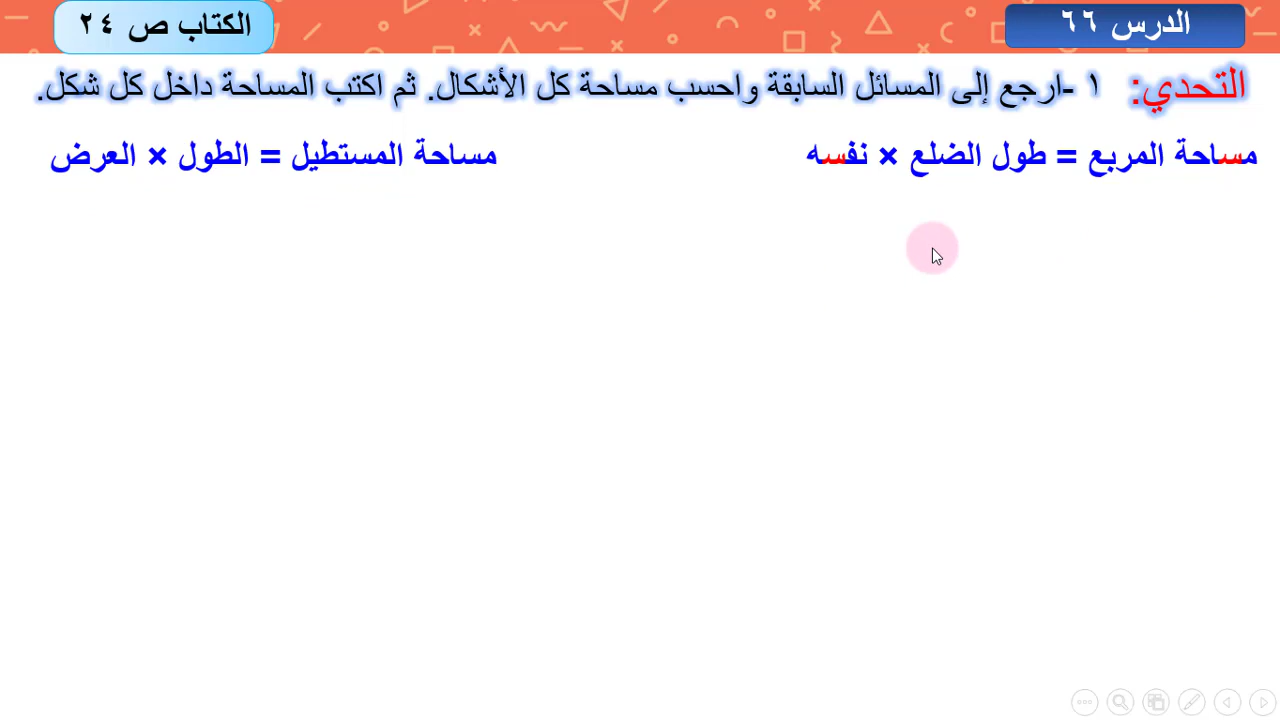 الدرس ٦٦
الكتاب ص ٢٤
التحدي: ١ -ارجع إلى المسائل السابقة واحسب مساحة كل الأشكال. ثم اكتب المساحة داخل كل شكل.
مساحة المربع = طول الضلع × نفسه
مساحة المستطيل = الطول × العرض